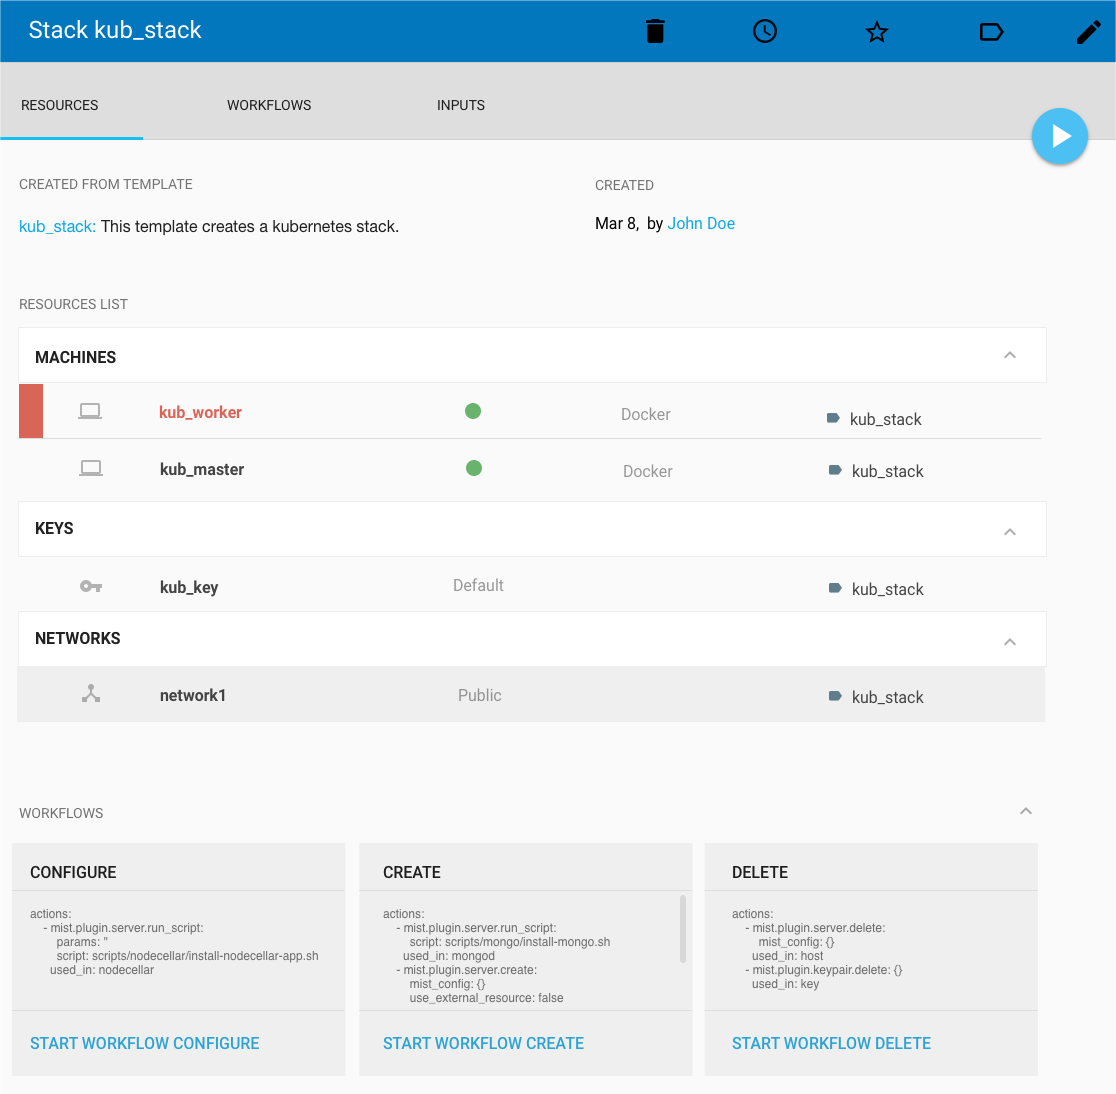 Stack kub_stack
RESOURCES
WORKFLOWS
INPUTS
CREATED FROM TEMPLATE
CREATED
kub_stack: This template creates a kubernetes stack.
Mar 8,  by John Doe
RESOURCES LIST
MACHINES
kub_worker
Docker
kub_stack
kub_master
Docker
kub_stack
KEYS
kub_key
Default
kub_stack
NETWORKS
network1
Public
kub_stack
WORKFLOWS
CONFIGURE
actions:
- mist.plugin.server.run_script:
params: ''
script: scripts/nodecellar/install-nodecellar-app.sh
used_in: nodecellar
START WORKFLOW CONFIGURE
CREATE
actions:
- mist.plugin.server.run_script:
script: scripts/mongo/install-mongo.sh
used_in: mongod
- mist.plugin.server.create:
mist_config: {}
use_external_resource: false
START WORKFLOW CREATE
DELETE
actions:
- mist.plugin.server.delete:
mist_config: {}
used_in: host
- mist.plugin.keypair.delete: {}
used_in: key
START WORKFLOW DELETE